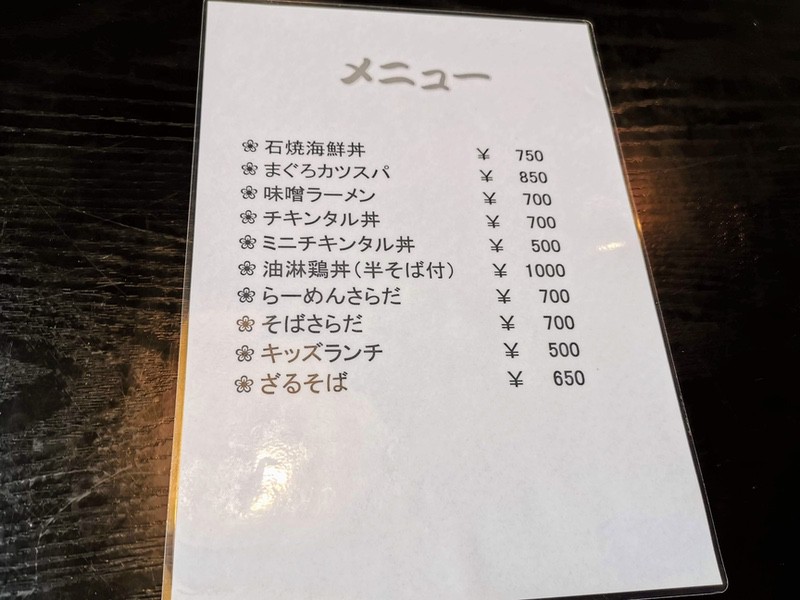 メニュー
石焼海鮮丼 ¥ 750
まぐろカツスパ ¥ 850
味噌ラーメン ¥ 700
チキンタル丼 ¥ 700
ミニチキンタル丼 ¥ 500
油淋鶏丼(半そば付) ¥ 1000
らーめんさらだ ¥ 700
そばさらだ ¥ 700
キッズランチ ¥ 500
ざるそば ¥ 650